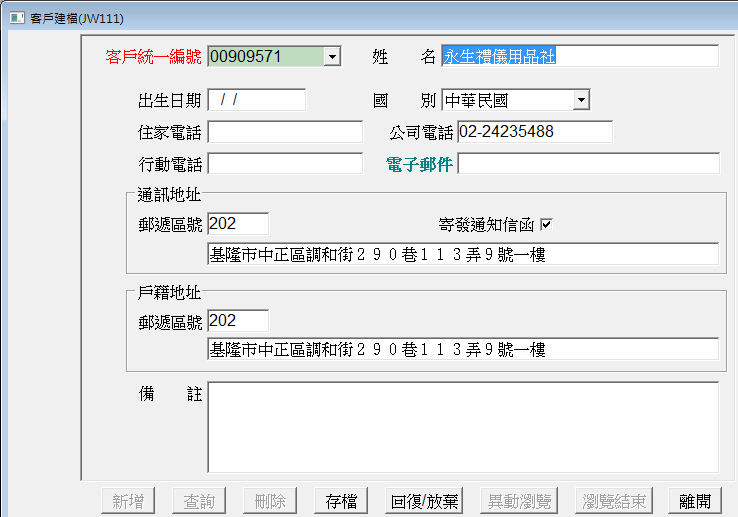 客戶建檔(JW111)
客戶統一編號 00909571 姓 名 永生禮儀用品社
出生日期 / / 國 別 中華民國
住家電話 公司電話 02-24235488
行動電話 電子郵件
通訊地址
郵遞區號 202 寄發通知信函
基隆市中正區調和街２９０巷１１３弄９號一樓
戶籍地址
郵遞區號 202
基隆市中正區調和街２９０巷１１３弄９號一樓
備 註
新增 查詢 刪除 存檔 回復/放棄 異動瀏覽 瀏覽結束 離開